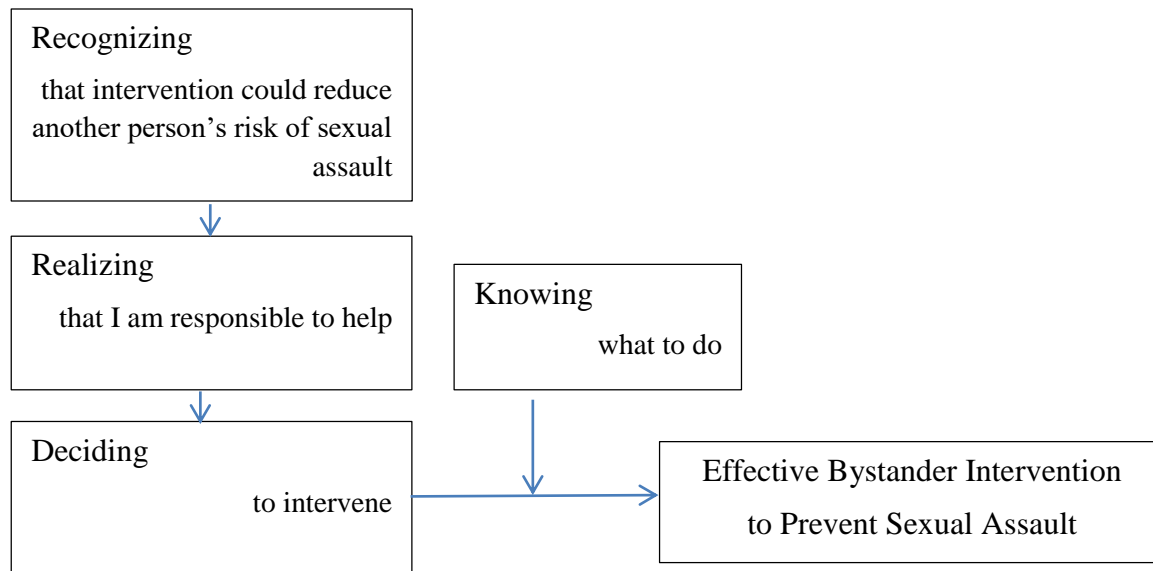 Recognizing
that intervention could reduce
another person’s risk of sexual
assault
Realizing
that I am responsible to help
Knowing
what to do
Deciding
to intervene
Effective Bystander Intervention
to Prevent Sexual Assault